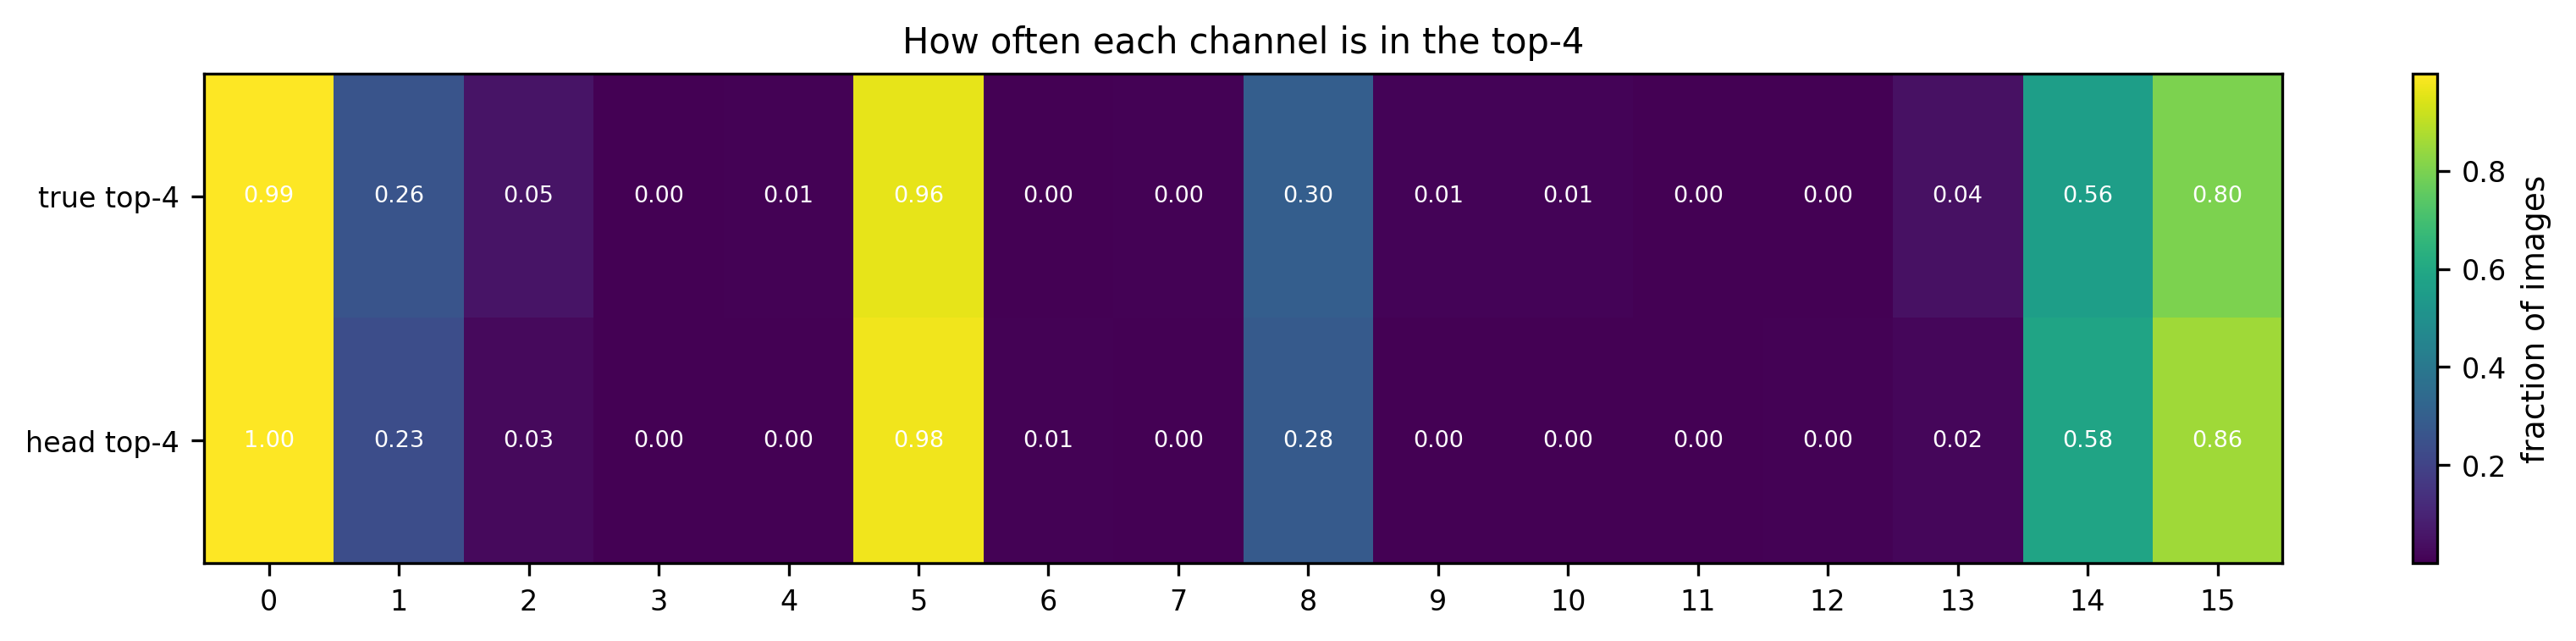 How often each channel is in the top-4
true top-4 0.99 0.26 0.05 0.00 0.01 0.96 0.00 0.00 0.30 0.01 0.01 0.00 0.00 0.04 0.56 0.80
head top-4 1.00 0.23 0.03 0.00 0.00 0.98 0.01 0.00 0.28 0.00 0.00 0.00 0.00 0.02 0.58 0.86
0 1 2 3 4 5 6 7 8 9 10 11 12 13 14 15
0.8
0.6
0.4
0.2
fraction of images